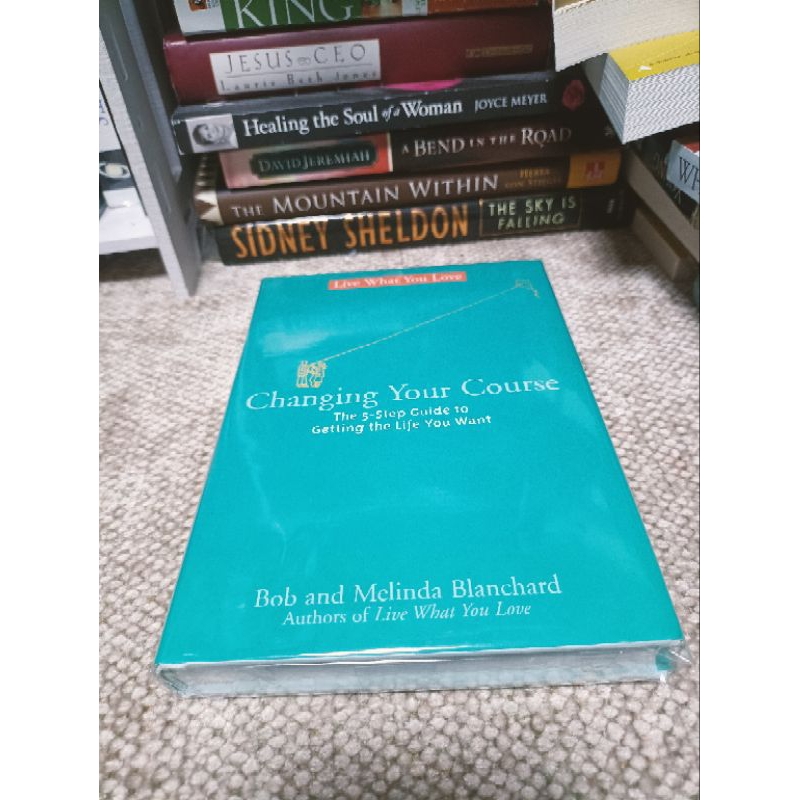 KING
JESUS CEO
Laurie Beth Jones
Healing the Soul of a Woman JOYCE MEYER
DAVID JEREMIAH A BEND IN THE ROAD
THE MOUNTAIN WITHIN
SIDNEY SHELDON THE SKY IS FALLING
WH
Live What You Love
Changing Your Course
The 5-Step Guide to
Getting the Life You Want
Bob and Melinda Blanchard
Authors of Live What You Love